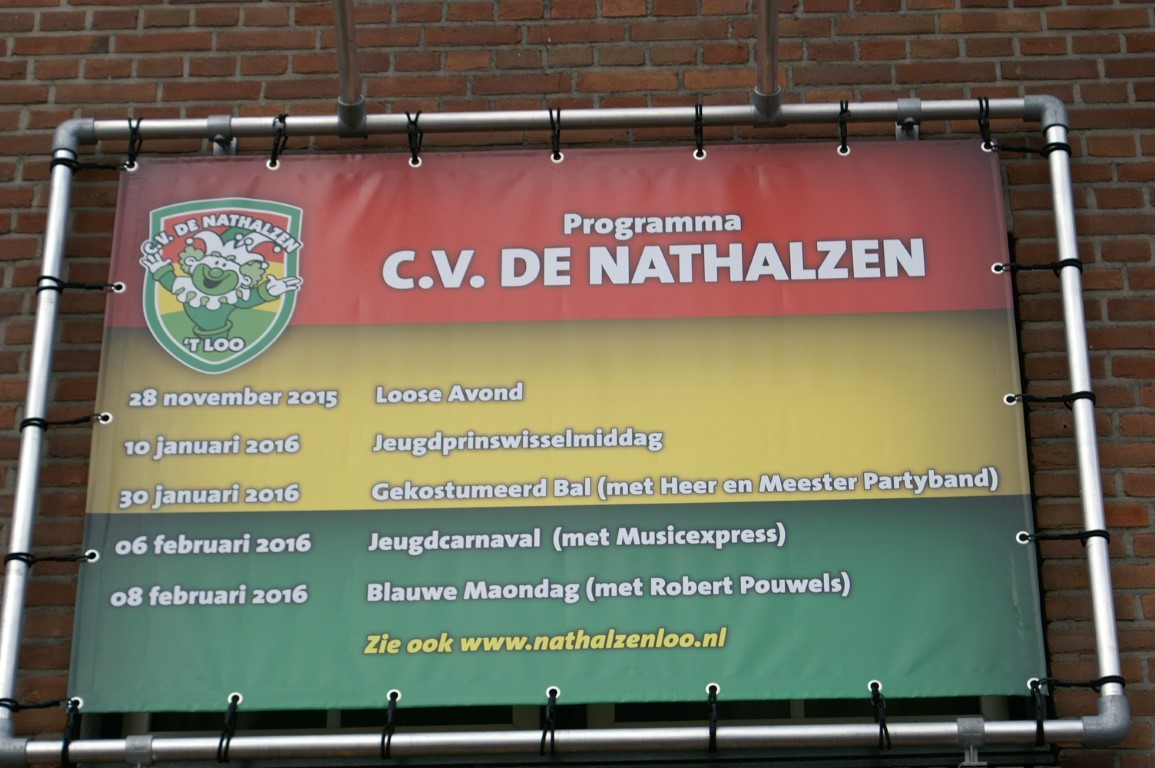 Programma
C.V. DE NATHALZEN
C.V. DE NATHALZEN
'T LOO
28 november 2015 Loose Avond
10 januari 2016 Jeugdprinswisselmiddag
30 januari 2016 Gekostumeerd Bal (met Heer en Meester Partyband)
06 februari 2016 Jeugdcarnaval (met Musicexpress)
08 februari 2016 Blauwe Maondag (met Robert Pouwels)
Zie ook www.nathalzenloo.nl